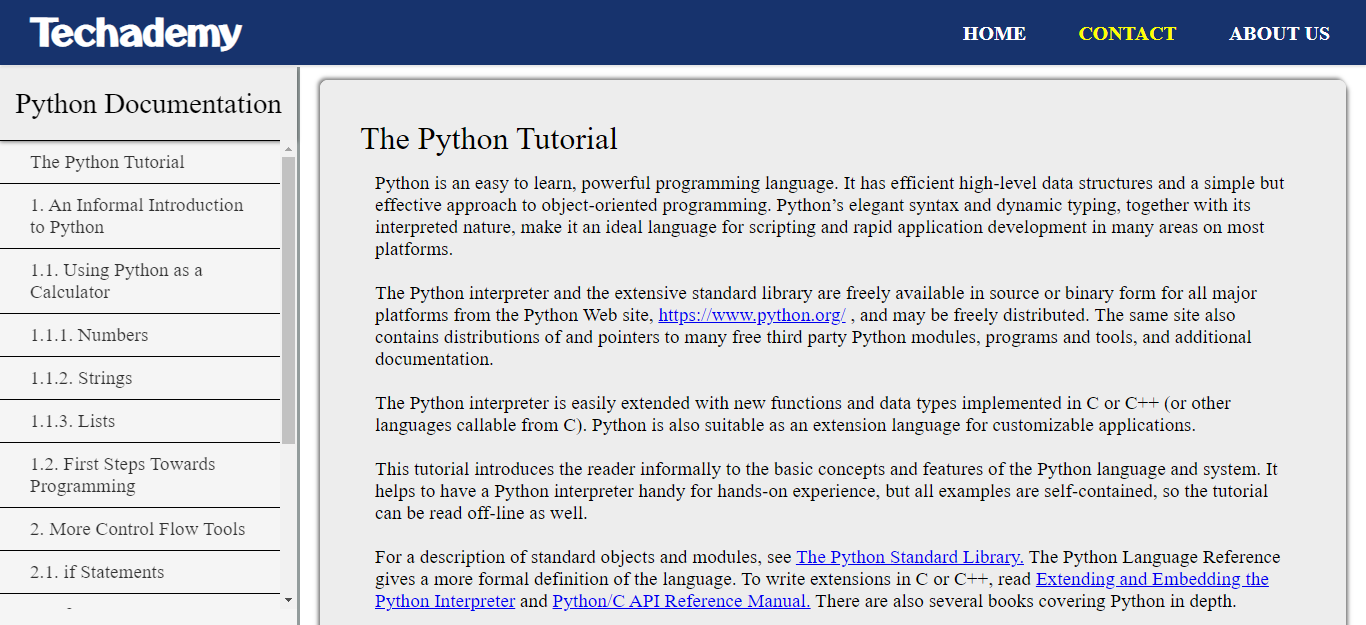 Techademy
HOME
CONTACT
ABOUT US
Python Documentation
The Python Tutorial
1. An Informal Introduction
to Python
1.1. Using Python as a
Calculator
1.1.1. Numbers
1.1.2. Strings
1.1.3. Lists
1.2. First Steps Towards
Programming
2. More Control Flow Tools
2.1. if Statements
The Python Tutorial
Python is an easy to learn, powerful programming language. It has efficient high-level data structures and a simple but
effective approach to object-oriented programming. Python’s elegant syntax and dynamic typing, together with its
interpreted nature, make it an ideal language for scripting and rapid application development in many areas on most
platforms.
The Python interpreter and the extensive standard library are freely available in source or binary form for all major
platforms from the Python Web site, https://www.python.org/ , and may be freely distributed. The same site also
contains distributions of and pointers to many free third party Python modules, programs and tools, and additional
documentation.
The Python interpreter is easily extended with new functions and data types implemented in C or C++ (or other
languages callable from C). Python is also suitable as an extension language for customizable applications.
This tutorial introduces the reader informally to the basic concepts and features of the Python language and system. It
helps to have a Python interpreter handy for hands-on experience, but all examples are self-contained, so the tutorial
can be read off-line as well.
For a description of standard objects and modules, see The Python Standard Library. The Python Language Reference
gives a more formal definition of the language. To write extensions in C or C++, read Extending and Embedding the
Python Interpreter and Python/C API Reference Manual. There are also several books covering Python in depth.